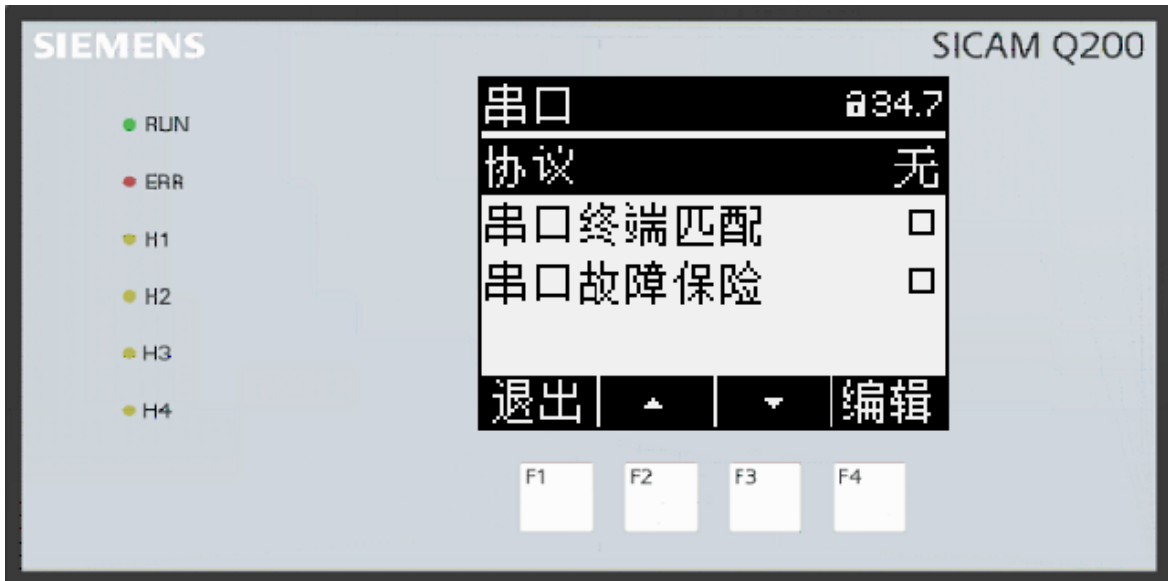 SIEMENS
SICAM Q200
RUN
ERR
H1
H2
H3
H4
串口 34.7
协议 无
串口终端匹配
串口故障保险
退出 编辑
F1 F2 F3 F4